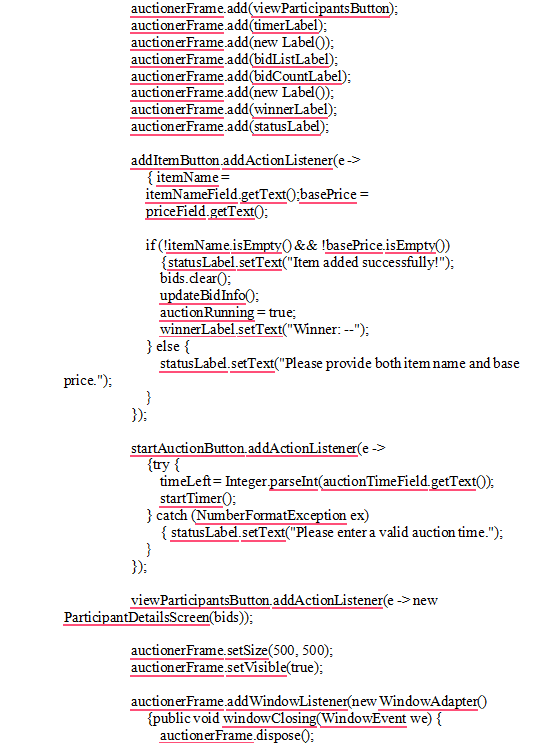 auctionerFrame.add(viewParticipantsButton);
auctionerFrame.add(timerLabel);
auctionerFrame.add(new Label());
auctionerFrame.add(bidListLabel);
auctionerFrame.add(bidCountLabel);
auctionerFrame.add(new Label());
auctionerFrame.add(winnerLabel);
auctionerFrame.add(statusLabel);
addItemButton.addActionListener(e ->
{ itemName =
itemNameField.getText();basePrice =
priceField.getText();
if (!itemName.isEmpty() && !basePrice.isEmpty())
{statusLabel.setText("Item added successfully!");
bids.clear();
updateBidInfo();
auctionRunning = true;
winnerLabel.setText("Winner: --");
} else {
statusLabel.setText("Please provide both item name and base
price.");
}
});
startAuctionButton.addActionListener(e ->
{try {
timeLeft = Integer.parseInt(auctionTimeField.getText());
startTimer();
} catch (NumberFormatException ex)
{ statusLabel.setText("Please enter a valid auction time.");
}
});
viewParticipantsButton.addActionListener(e -> new
ParticipantDetailsScreen(bids));
auctionerFrame.setSize(500, 500);
auctionerFrame.setVisible(true);
auctionerFrame.addWindowListener(new WindowAdapter()
{public void windowClosing(WindowEvent we) {
auctionerFrame.dispose();